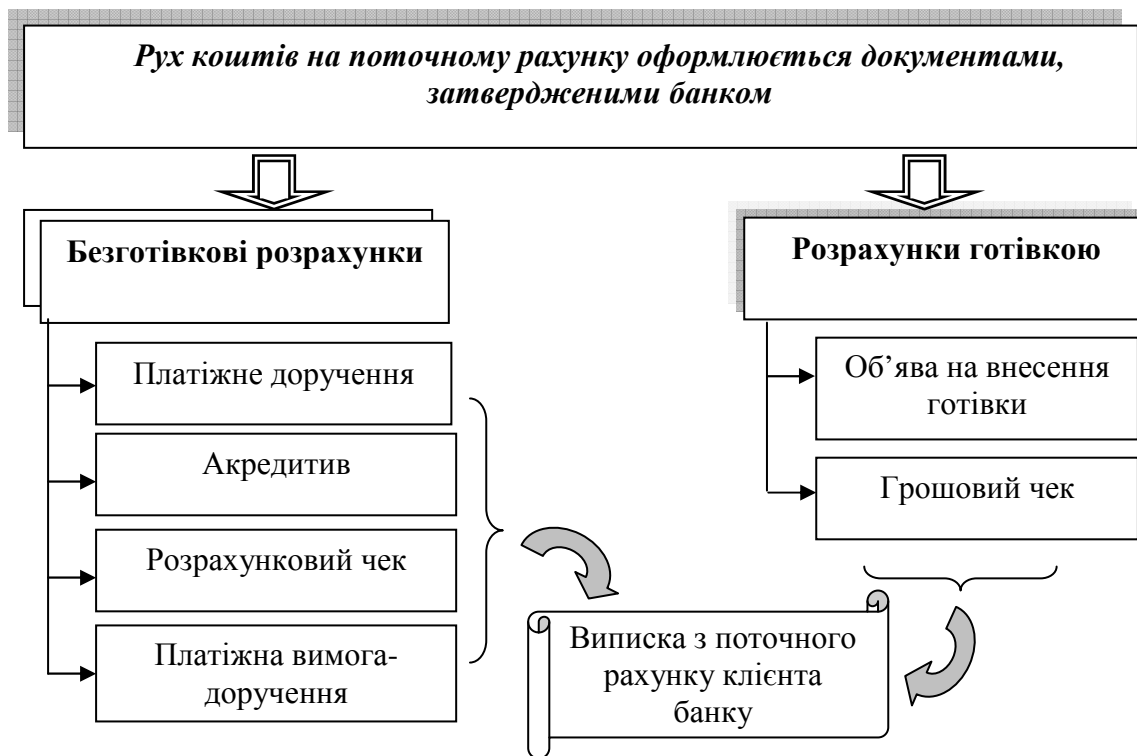 Рух коштів на поточному рахунку оформлюється документами,
затвердженими банком
Безготівкові розрахунки
Розрахунки готівкою
Платіжне доручення
Акредитив
Розрахунковий чек
Платіжна вимога-
доручення
Об’ява на внесення
готівки
Грошовий чек
Виписка з поточного
рахунку клієнта
банку